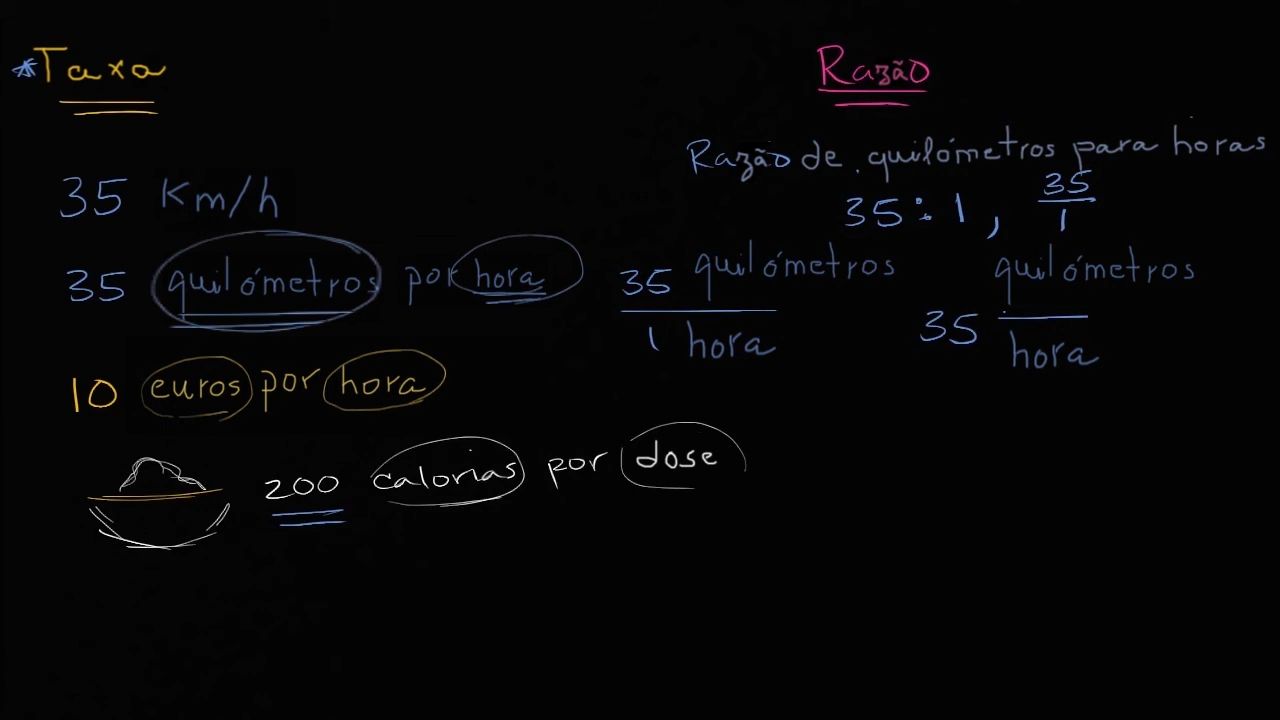 *Taxa
35 Km/h
35 quilómetros por hora
10 euros por hora
200 calorias por dose
Razão
Razão de quilómetros para horas
35:1, 35/1
35 quilómetros
1 hora
35 quilómetros
hora